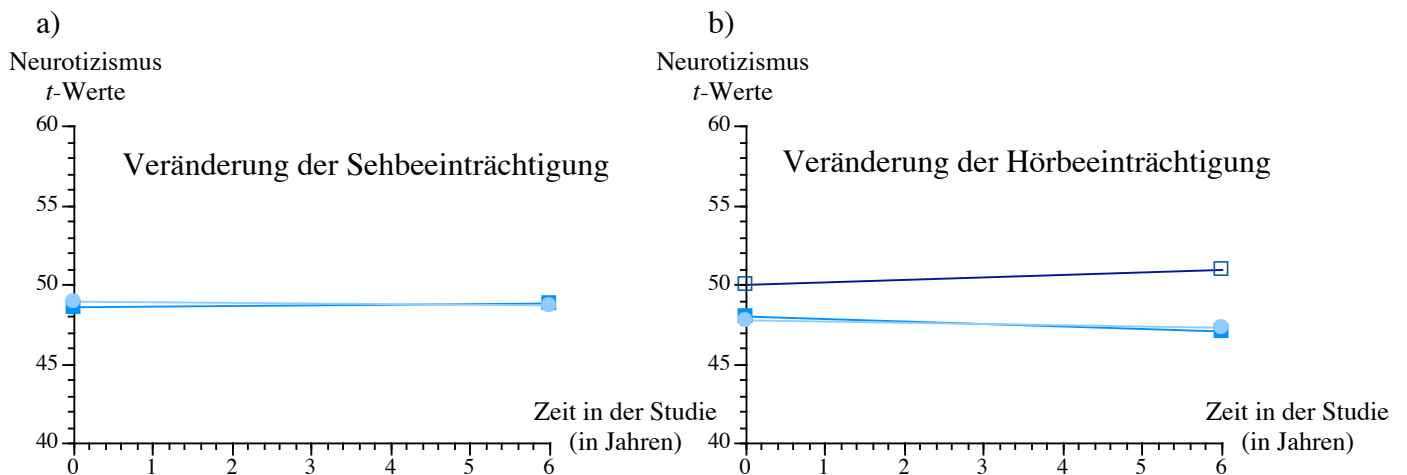 a)
Neurotizismus
t-Werte
60
Veränderung der Sehbeeinträchtigung
55
50
45
Zeit in der Studie
(in Jahren)
40
0 1 2 3 4 5 6
b)
Neurotizismus
t-Werte
60
Veränderung der Hörbeeinträchtigung
55
50
45
Zeit in der Studie
(in Jahren)
40
0 1 2 3 4 5 6